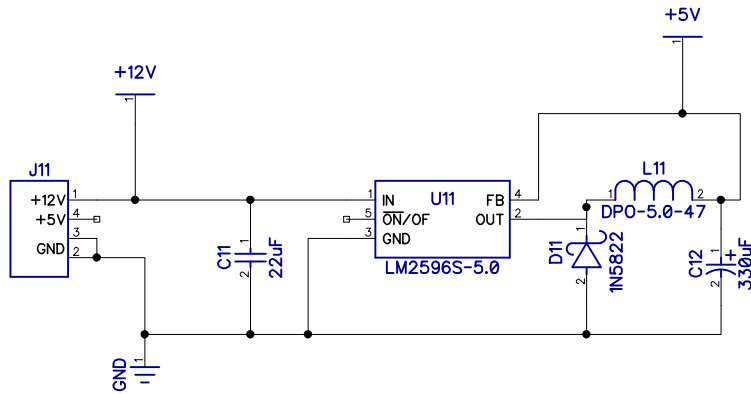 +5V
1
+12V
1
J11
+12V 1
+5V 4
3
GND
2
C11
22uF
1
2
U11
1 IN
5 ON/OF
3 GND
FB 4
OUT 2
LM2596S-5.0
L11
1 2
DPO-5.0-47
D11
1N5822
1
2
C12
330uF
1
+
2
GND
1